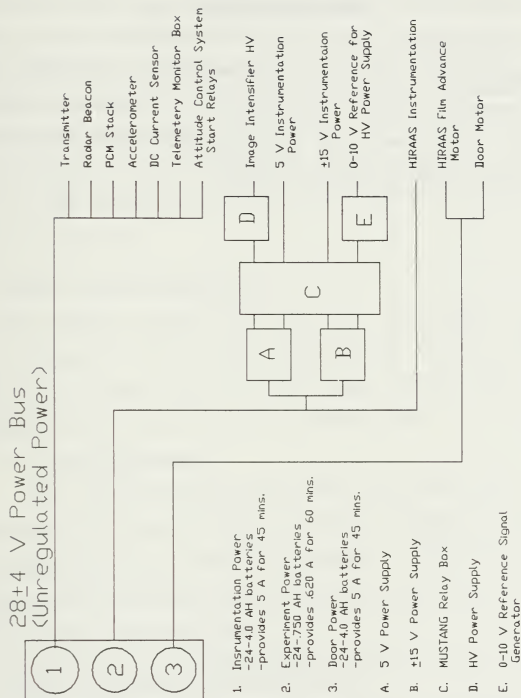 28±4 V Power Bus
(Unregulated Power)
1
2
3
Transmitter
Radar Beacon
PCM Stack
Accelerometer
DC Current Sensor
Telemetery Monitor Box
Attitude Control System
Start Relays
A
B
C
D
E
Image Intensifier HV
5 V Instrumentation
Power
±15 V Instrumentaion
Power
0-10 V Reference for
HV Power Supply
HIRAAS Instrumentation
HIRAAS Film Advance
Motor
Door Motor
1. Instrumentation Power
-24-4.0 AH batteries
-provides 5 A for 45 mins.
2. Experiment Power
-24-.750 AH batteries
-provides .620 A for 60 mins.
3. Door Power
-24-4.0 AH batteries
-provides 5 A for 45 mins.
A. 5 V Power Supply
B. ±15 V Power Supply
C. MUSTANG Relay Box
D. HV Power Supply
E. 0-10 V Reference Signal
Generator